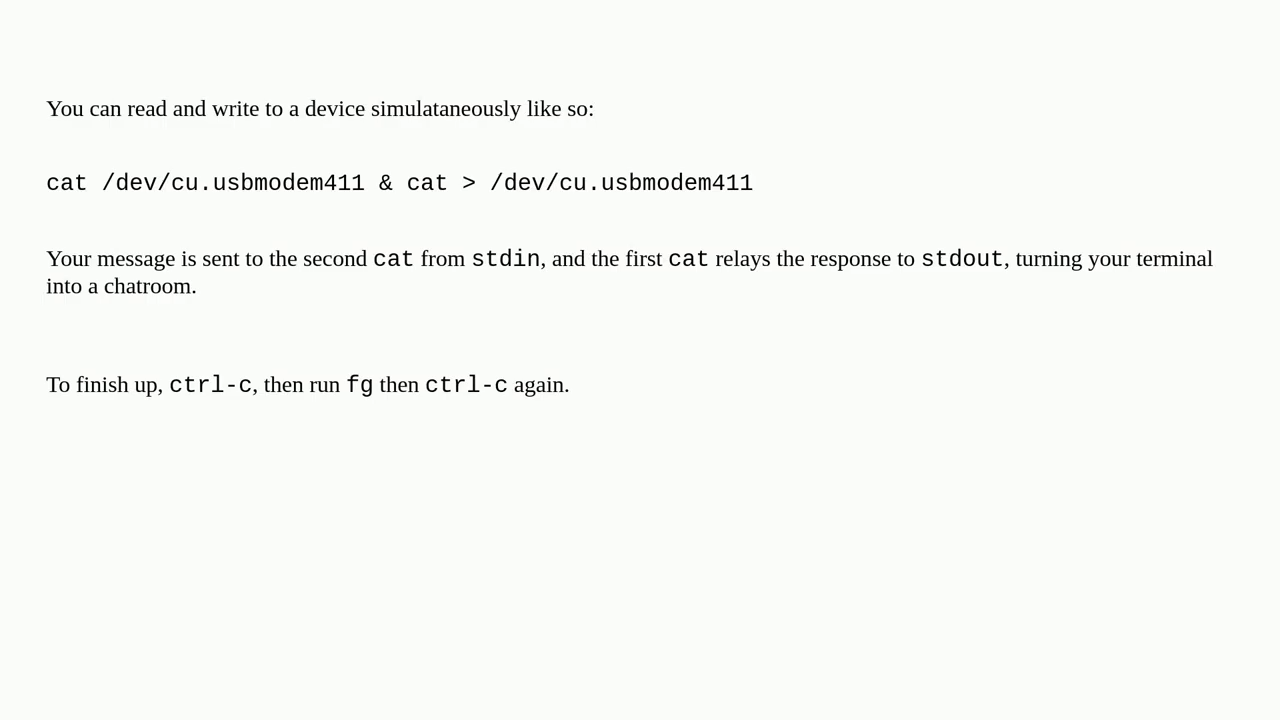 You can read and write to a device simulataneously like so:
cat /dev/cu.usbmodem411 & cat > /dev/cu.usbmodem411
Your message is sent to the second cat from stdin, and the first cat relays the response to stdout, turning your terminal
into a chatroom.
To finish up, ctrl-c, then run fg then ctrl-c again.